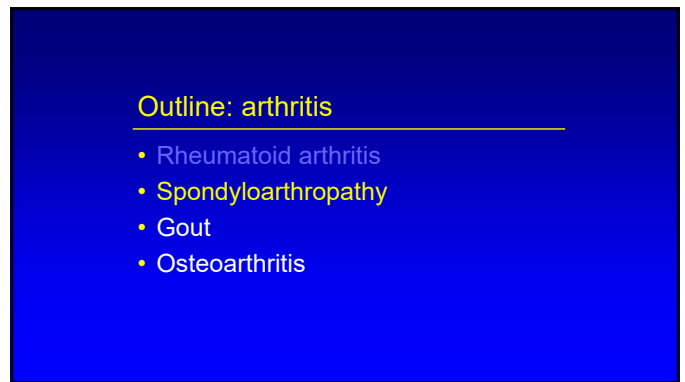 Outline: arthritis
• Rheumatoid arthritis
• Spondyloarthropathy
• Gout
• Osteoarthritis